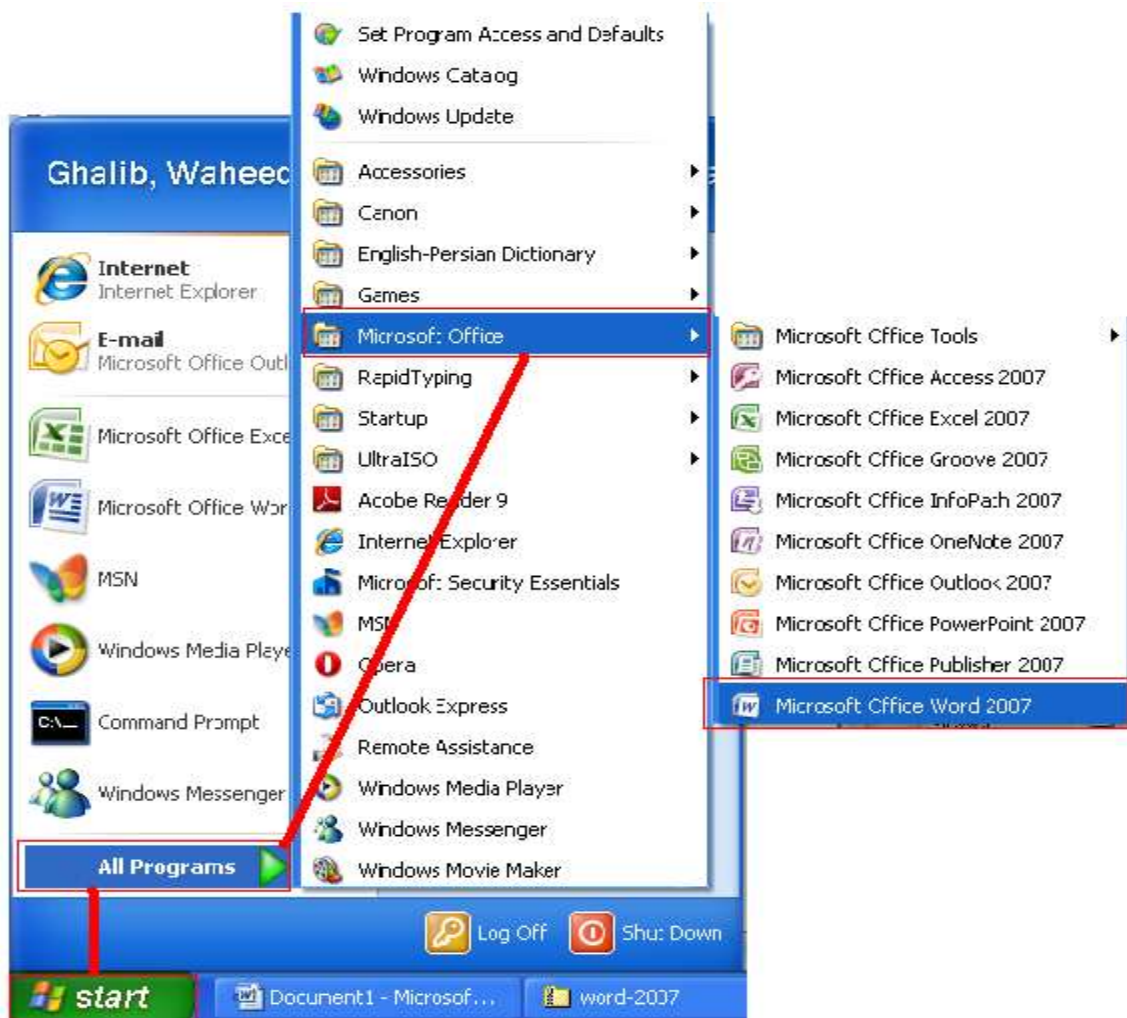 Set Program Access and Defaults
Windows Catalog
Windows Update
Accessories
Canon
English-Persian Dictionary
Games
Microsoft Office
RapidTyping
Startup
UltraISO
Adobe Reader 9
Internet Explorer
Microsoft Security Essentials
MSN
Opera
Outlook Express
Remote Assistance
Windows Media Player
Windows Messenger
Windows Movie Maker
Ghalib, Waheed
Internet
Internet Explorer
E-mail
Microsoft Office Outl
Microsoft Office Exce
Microsoft Office Wor
MSN
Windows Media Playe
Command Prompt
C:\
Windows Messenger
All Programs
Microsoft Office Tools
Microsoft Office Access 2007
Microsoft Office Excel 2007
Microsoft Office Groove 2007
Microsoft Office InfoPath 2007
Microsoft Office OneNote 2007
Microsoft Office Outlook 2007
Microsoft Office PowerPoint 2007
Microsoft Office Publisher 2007
Microsoft Office Word 2007
Log Off
Shut Down
start
Document1 - Microsof...
word-2007